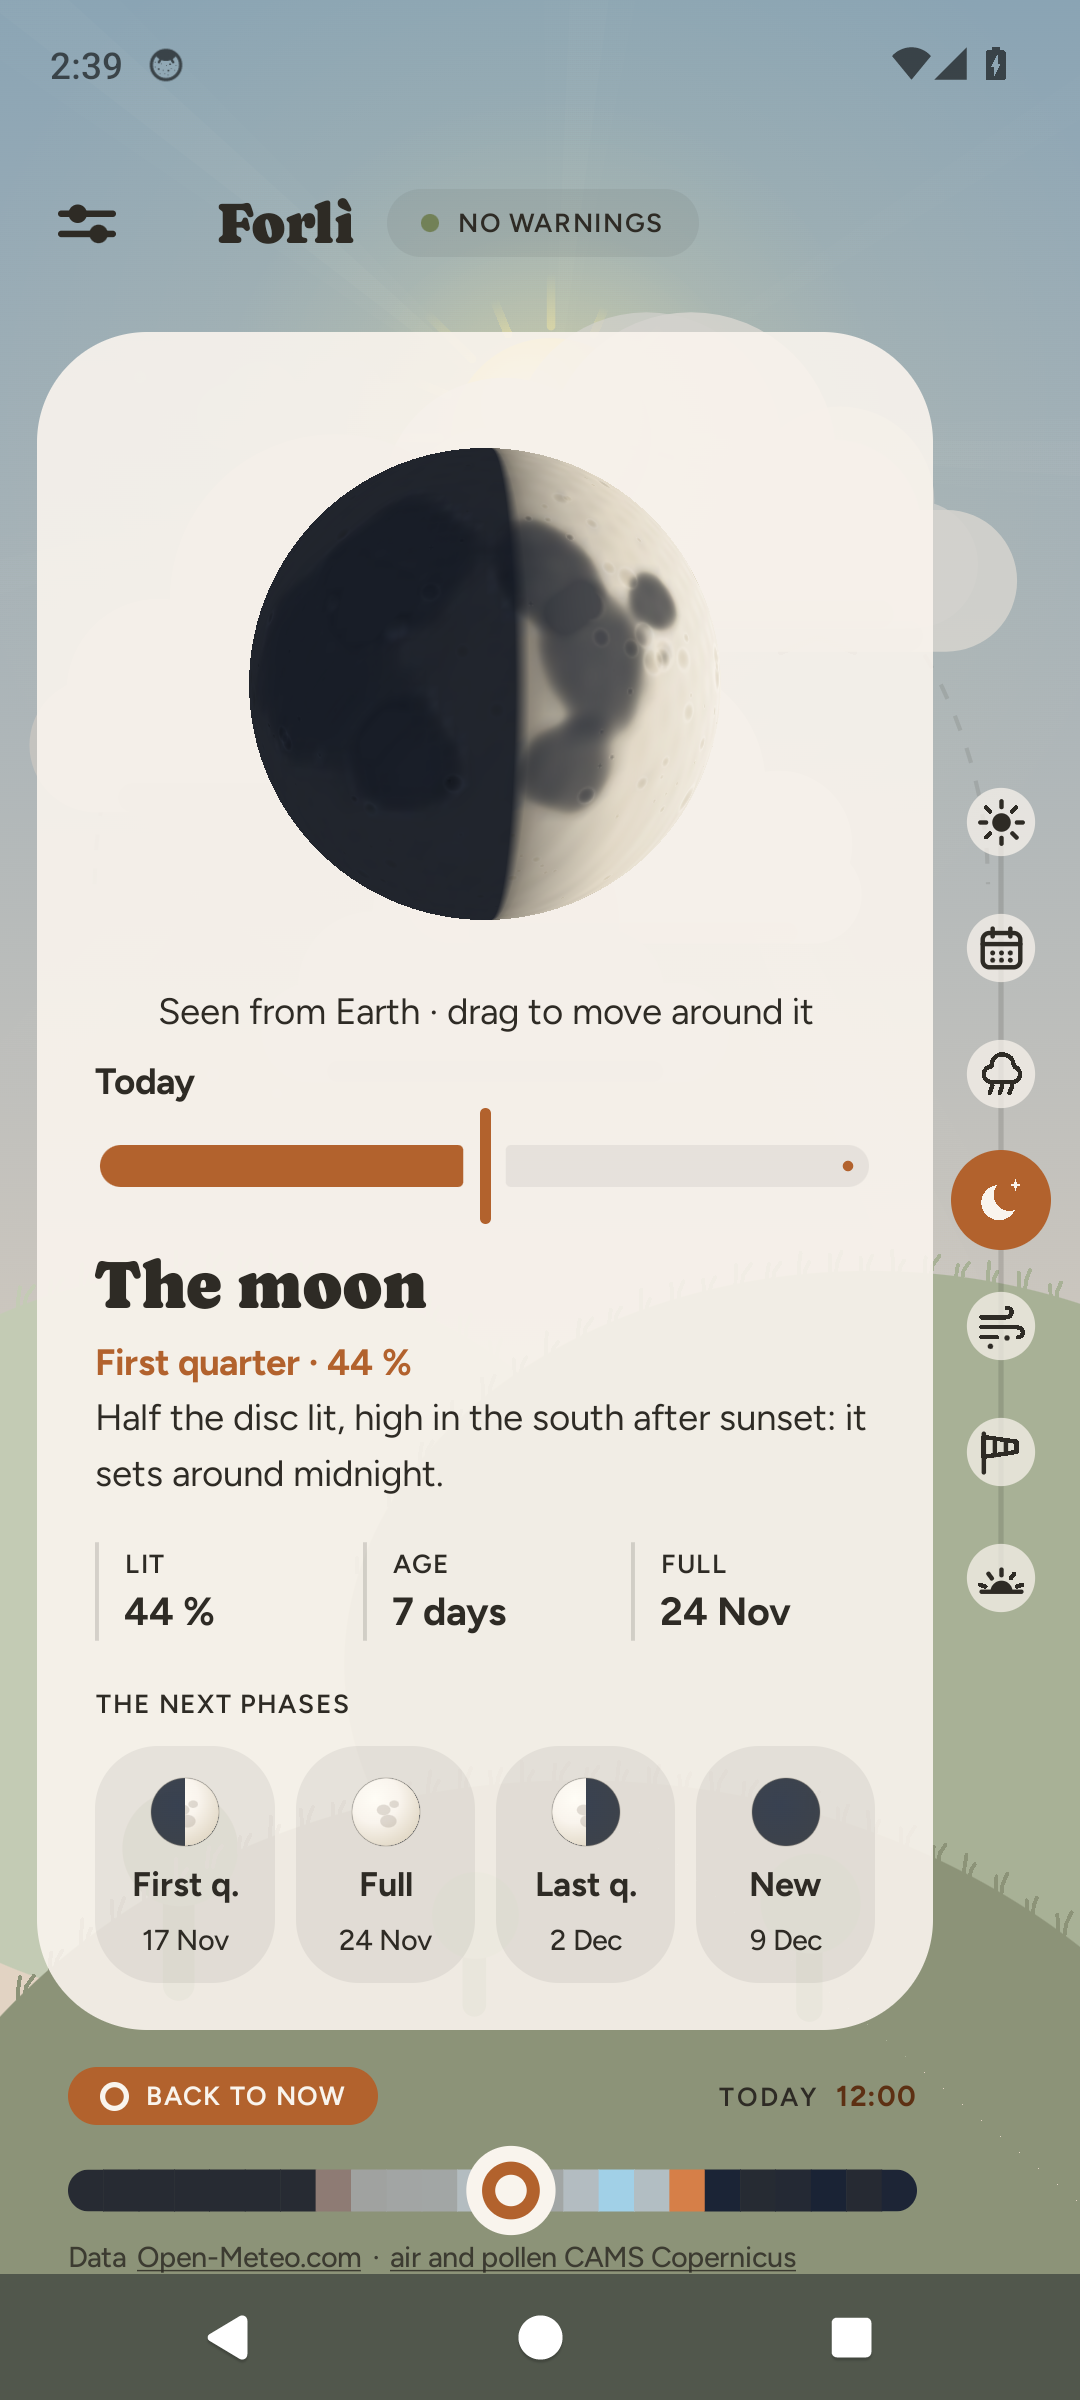 2:39
Forlì
NO WARNINGS
Seen from Earth · drag to move around it
Today
The moon
First quarter · 44 %
Half the disc lit, high in the south after sunset: it
sets around midnight.
LIT
44 %
AGE
7 days
FULL
24 Nov
THE NEXT PHASES
First q.
17 Nov
Full
24 Nov
Last q.
2 Dec
New
9 Dec
BACK TO NOW
TODAY 12:00
Data Open-Meteo.com · air and pollen CAMS Copernicus